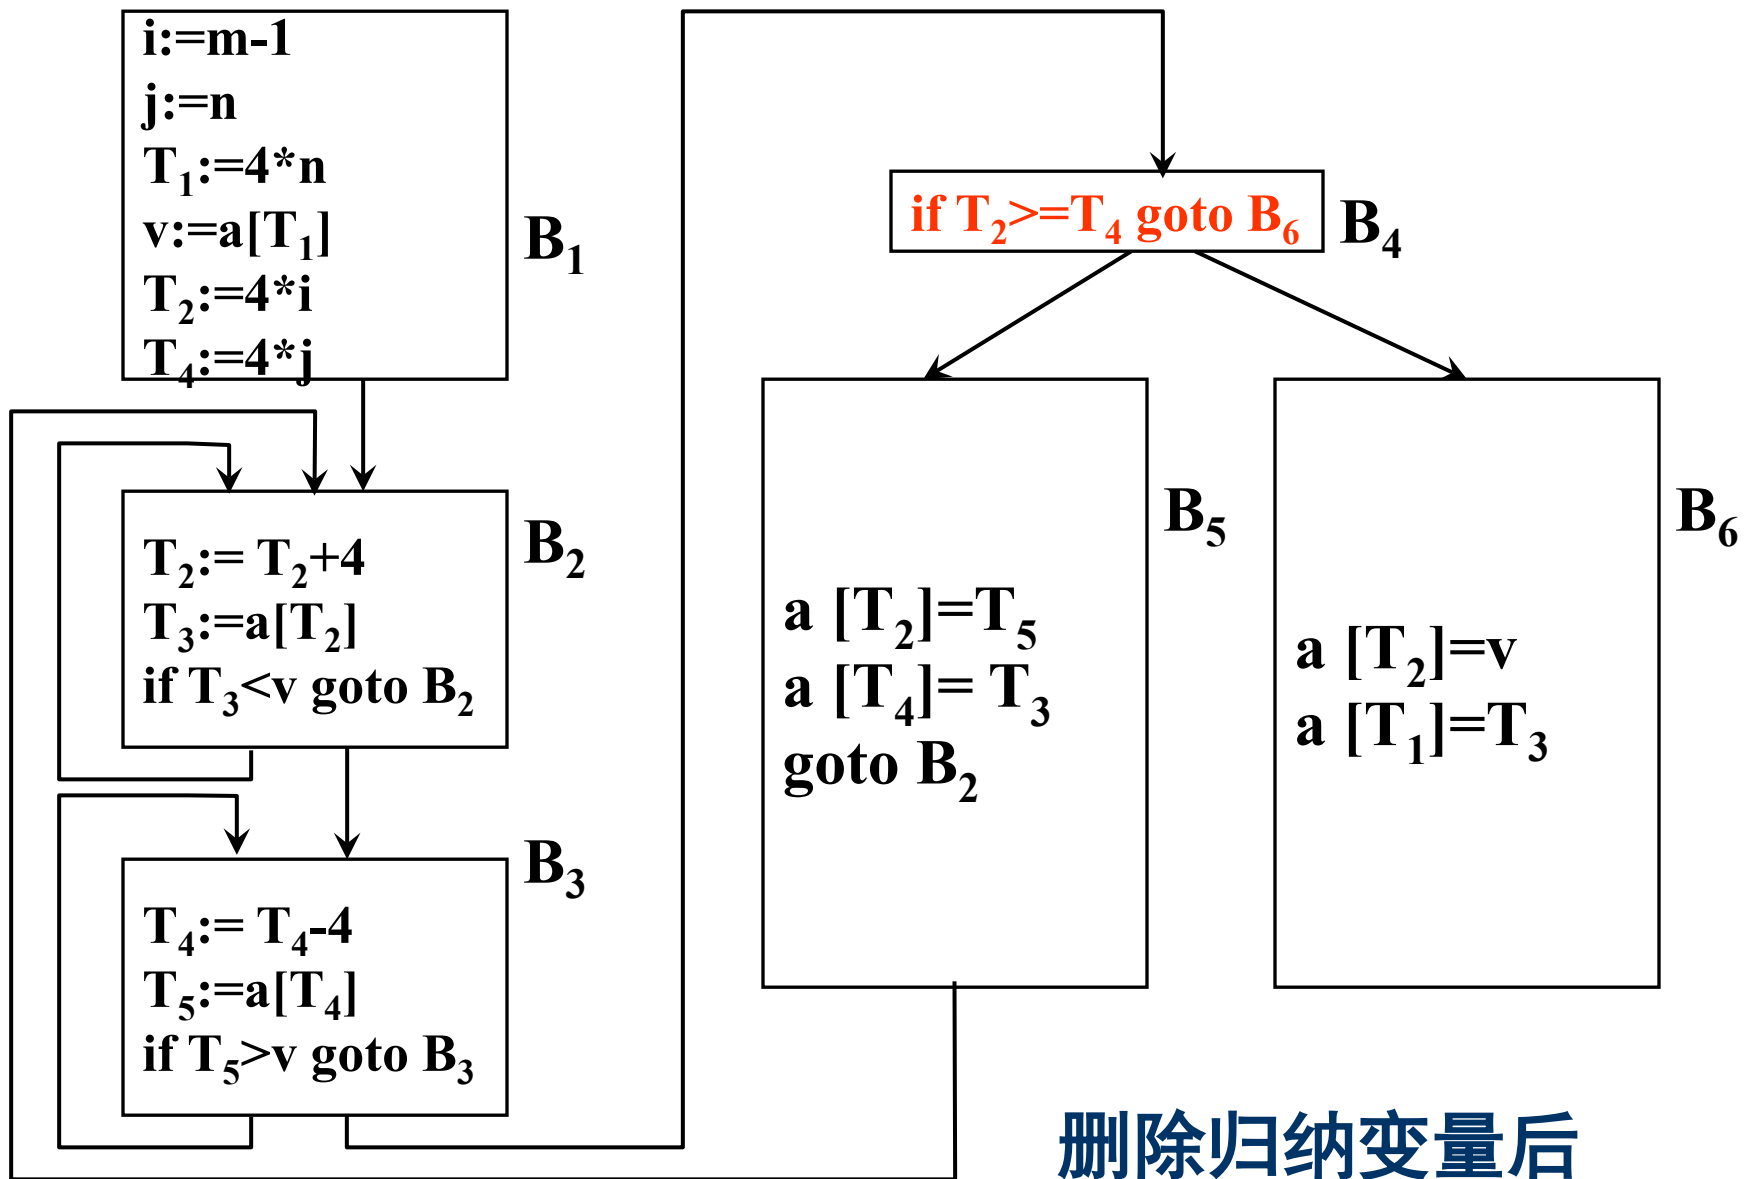 i:=m-1
j:=n
T₁:=4*n
v:=a[T₁]
T₂:=4*i
T₄:=4*j
B₁
T₂:= T₂+4
T₃:=a[T₂]
if T₃<v goto B₂
B₂
T₄:= T₄-4
T₅:=a[T₄]
if T₅>v goto B₃
B₃
if T₂>=T₄ goto B₆
B₄
a [T₂]=T₅
a [T₄]= T₃
goto B₂
B₅
a [T₂]=v
a [T₁]=T₃
B₆
删除归纳变量后